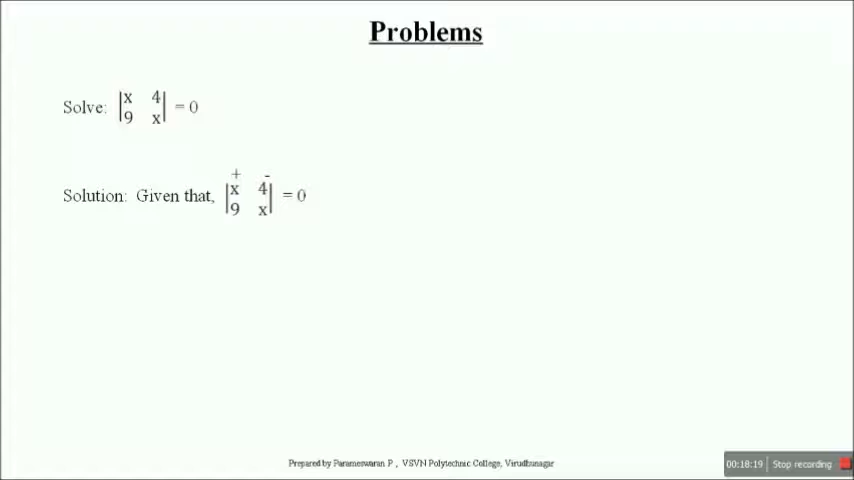 Problems
Solve: |x 4| = 0
|9 x|
+ -
Solution: Given that, |x 4| = 0
|9 x|
Prepared by Parameswaran P , VSVN Polytechnic College, Virudhunagar
00:18:19 Stop recording